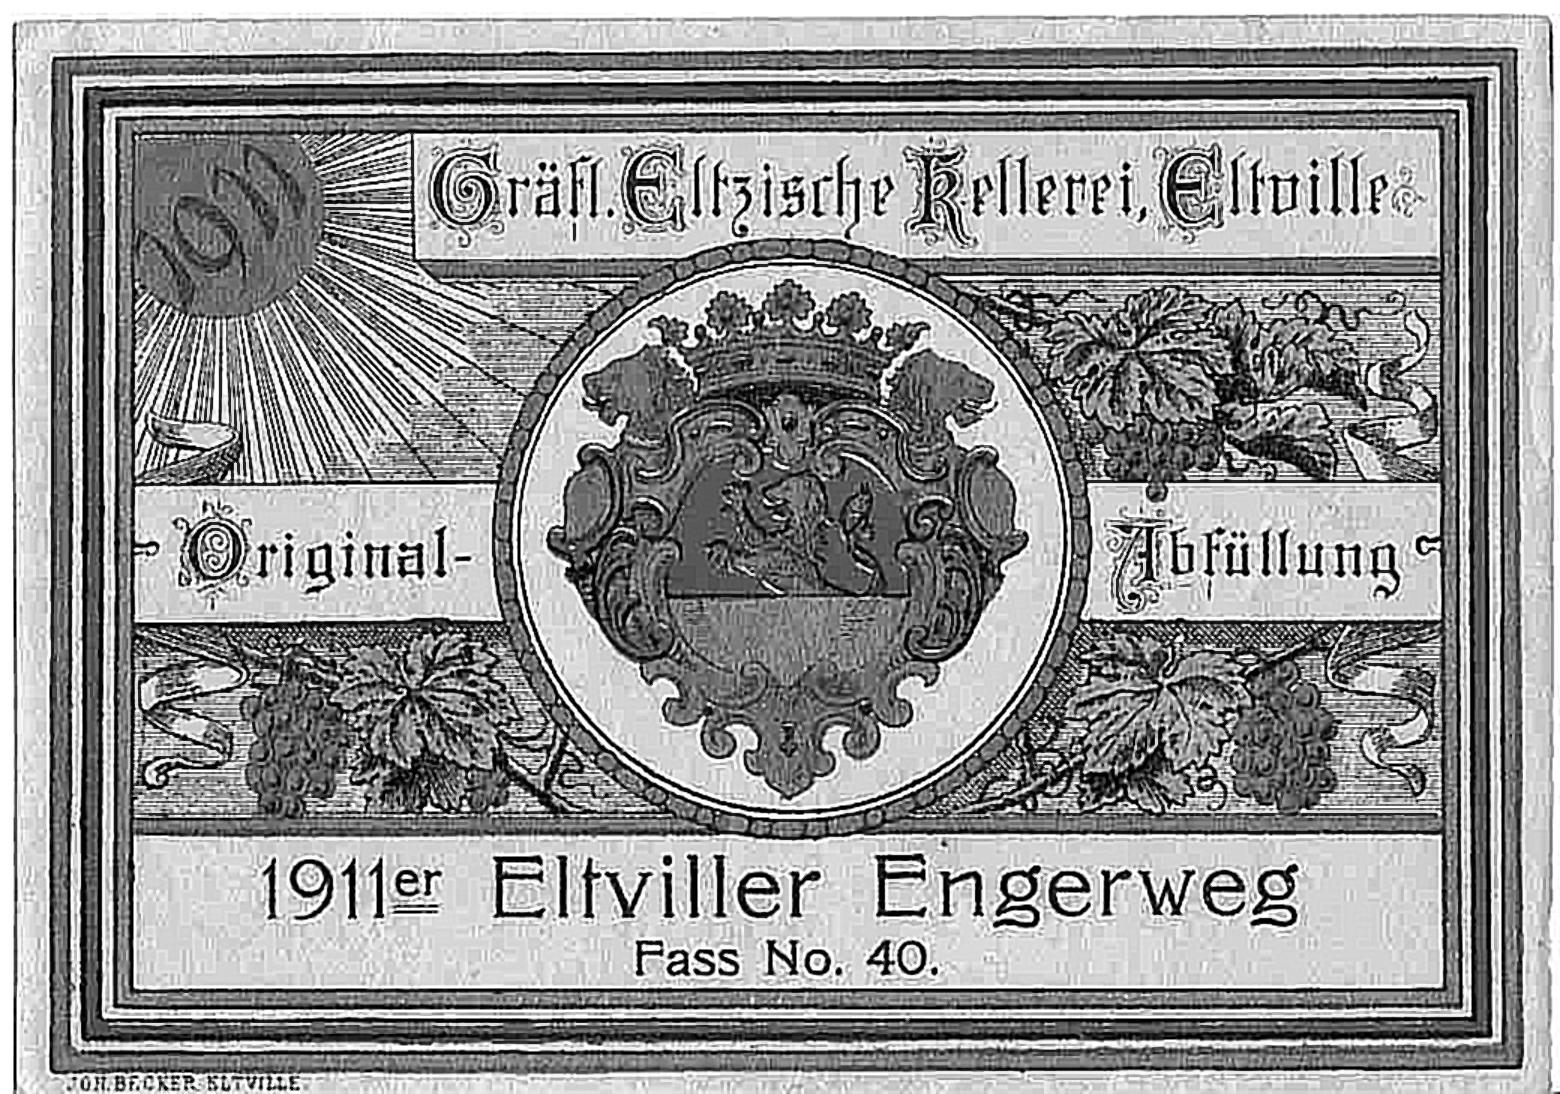 1911
Gräfl. Eltzische Kellerei, Eltville
Original-
Abfüllung
1911er Eltviller Engerweg
Fass No. 40.
JOH. BECKER ELTVILLE